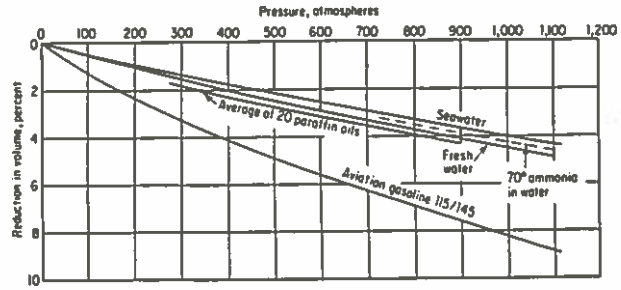 Pressure, atmospheres
0 100 200 300 400 500 600 700 800 900 1,000 1,100 1,200
Reduction in volume, percent
0
2
4
6
8
10
Average of 20 paraffin oils
Seawater
Fresh
water
70° ammonia
in water
Aviation gasoline 115/145